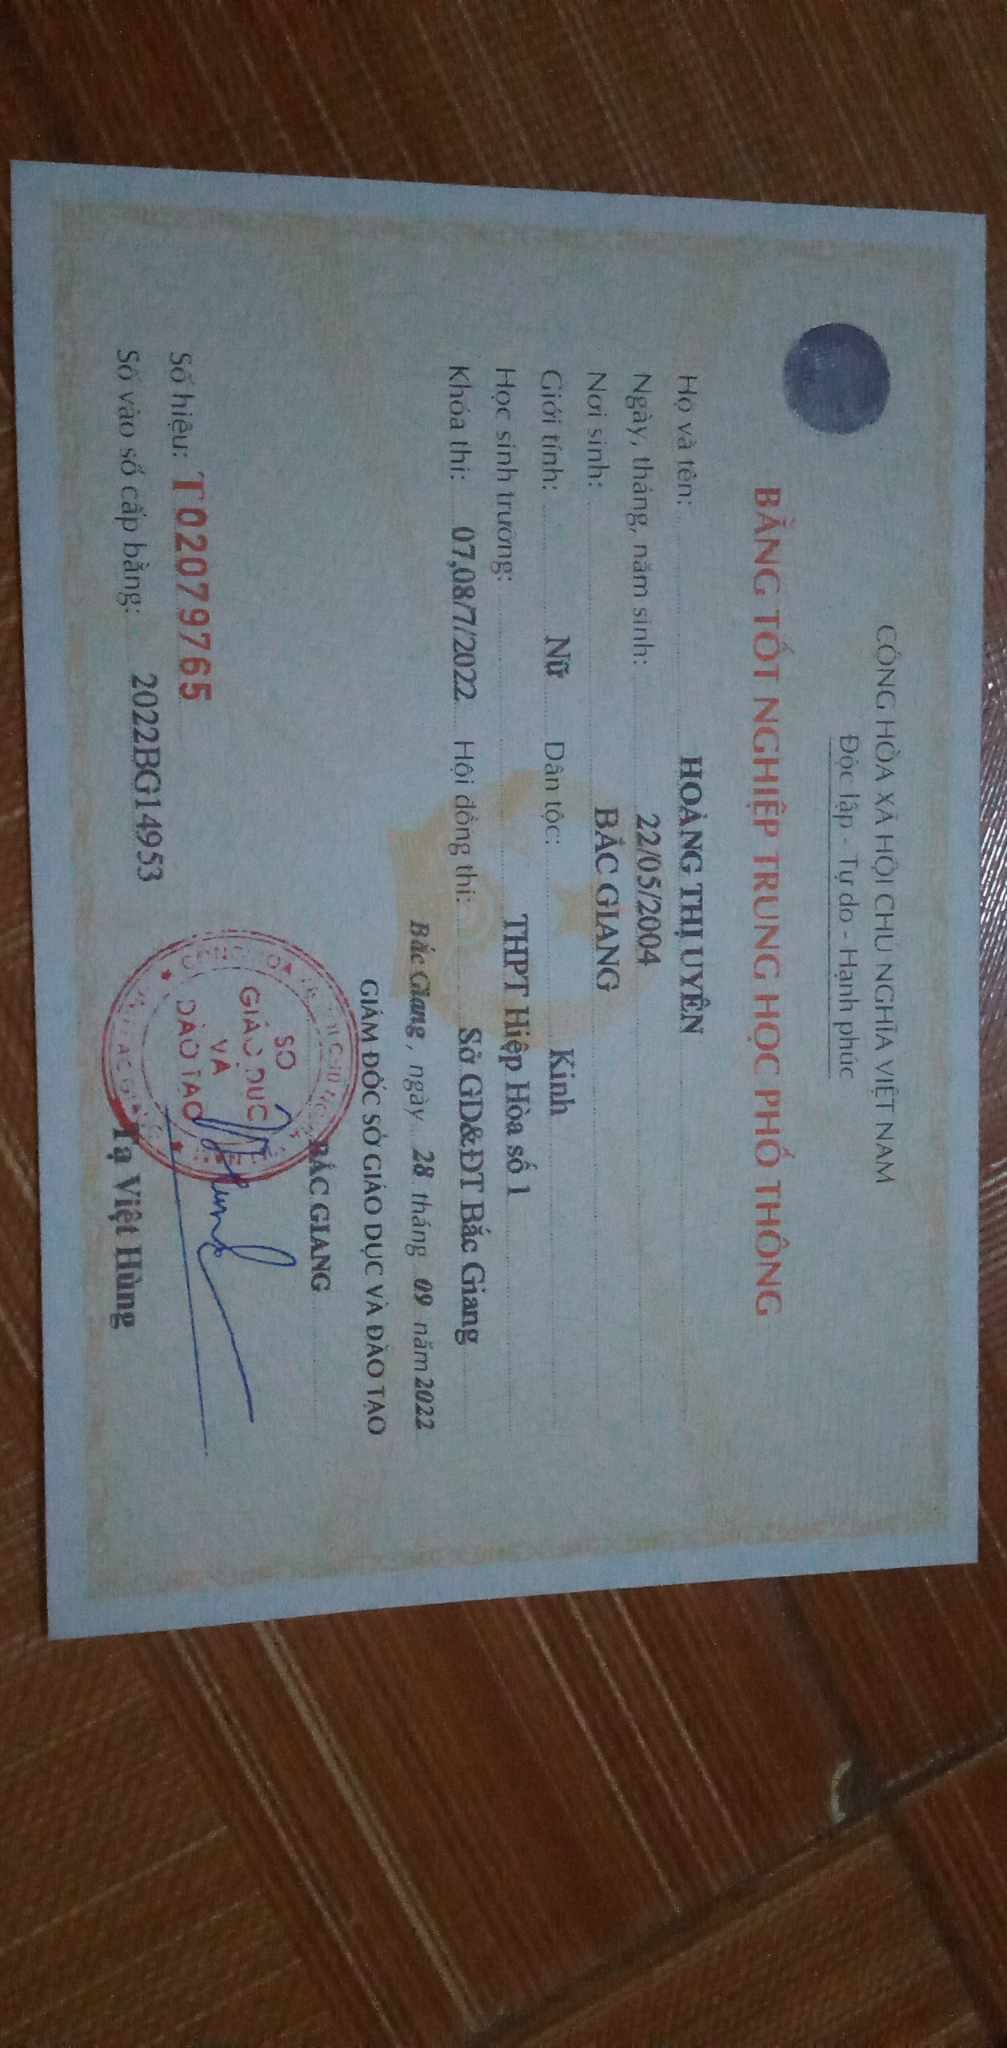 CỘNG HÒA XÃ HỘI CHỦ NGHĨA VIỆT NAM
Độc lập - Tự do - Hạnh phúc
BẰNG TỐT NGHIỆP TRUNG HỌC PHỔ THÔNG
Họ và tên: HOÀNG THỊ UYÊN
Ngày, tháng, năm sinh: 22/05/2004
Nơi sinh: BẮC GIANG
Giới tính: Nữ Dân tộc: Kinh
Học sinh trường: THPT Hiệp Hòa số 1
Khóa thi: 07,08/7/2022 Hội đồng thi: Sở GD&ĐT Bắc Giang
Bắc Giang, ngày 28 tháng 09 năm 2022
GIÁM ĐỐC SỞ GIÁO DỤC VÀ ĐÀO TẠO
BẮC GIANG
SỞ
GIÁO DỤC
VÀ
ĐÀO TẠO
Số hiệu: T02079765
Số vào sổ cấp bằng: 2022BG14953
Tạ Việt Hùng